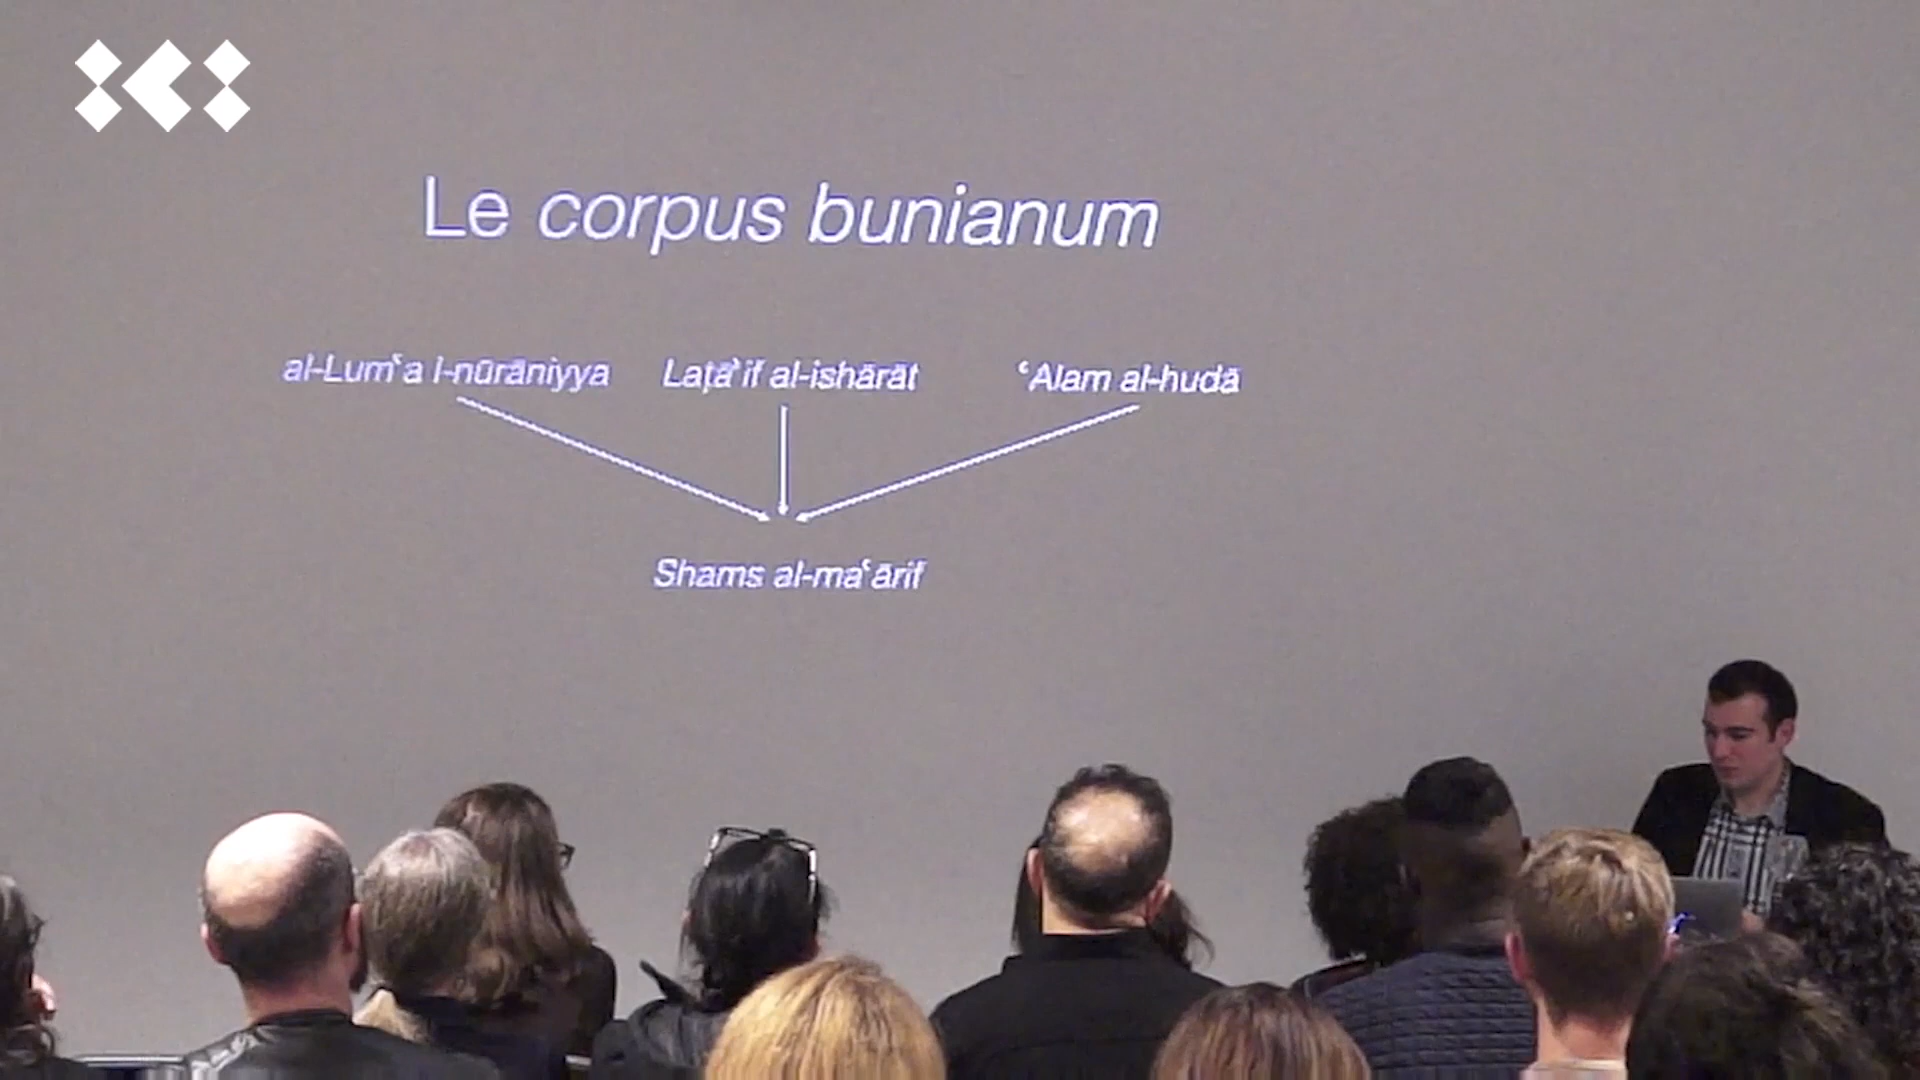 Le corpus bunianum
al-Lumʿa l-nūrāniyya Laṭāʾif al-ishārāt ʿAlam al-hudā
Shams al-maʿārif